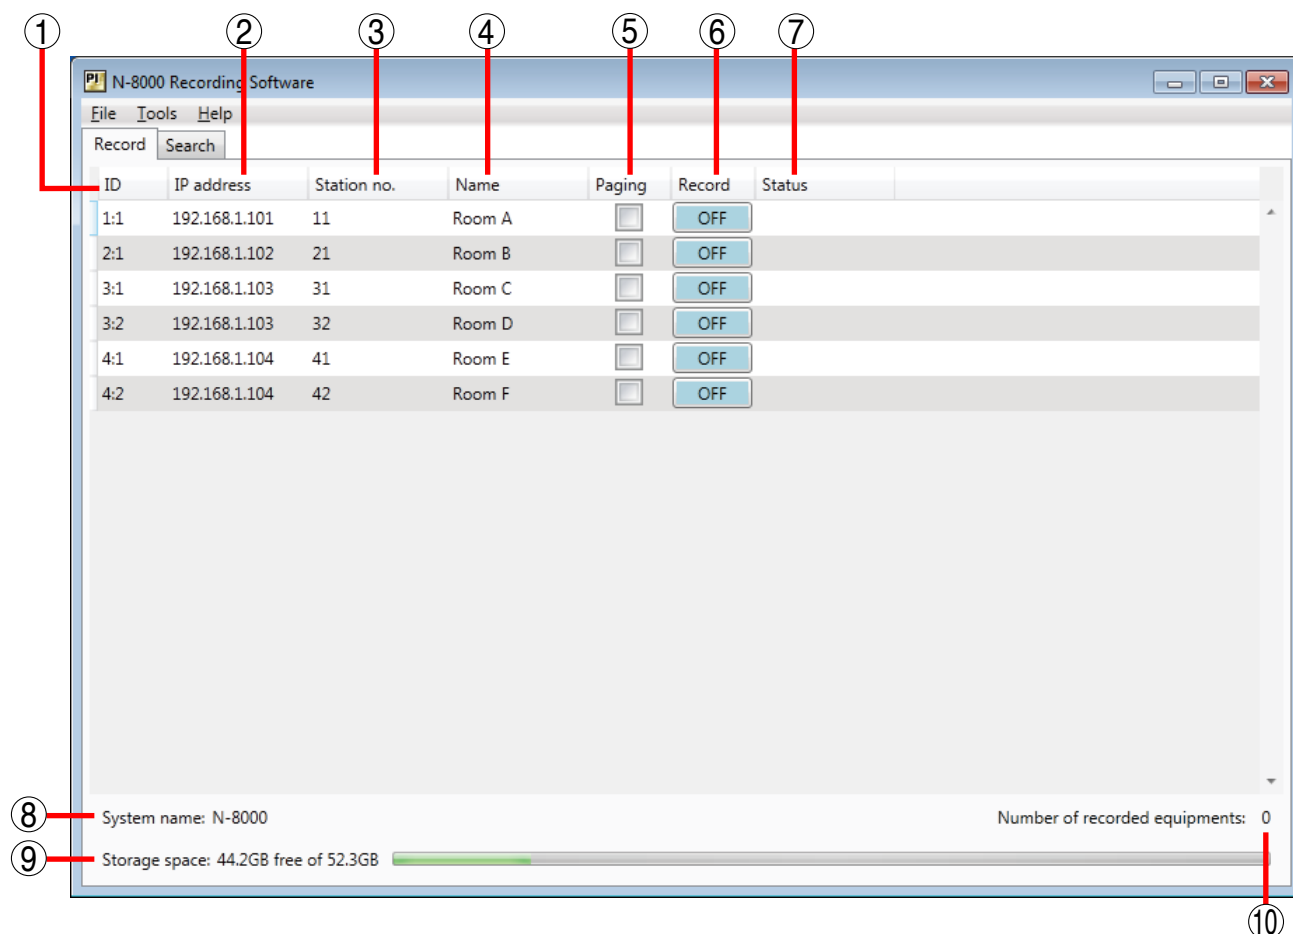 ① ② ③ ④ ⑤ ⑥ ⑦
PJ N-8000 Recording Software
File Tools Help
Record Search
ID IP address Station no. Name Paging Record Status
1:1 192.168.1.101 11 Room A OFF
2:1 192.168.1.102 21 Room B OFF
3:1 192.168.1.103 31 Room C OFF
3:2 192.168.1.103 32 Room D OFF
4:1 192.168.1.104 41 Room E OFF
4:2 192.168.1.104 42 Room F OFF
⑧ System name: N-8000 Number of recorded equipments: 0
⑨ Storage space: 44.2GB free of 52.3GB
⑩